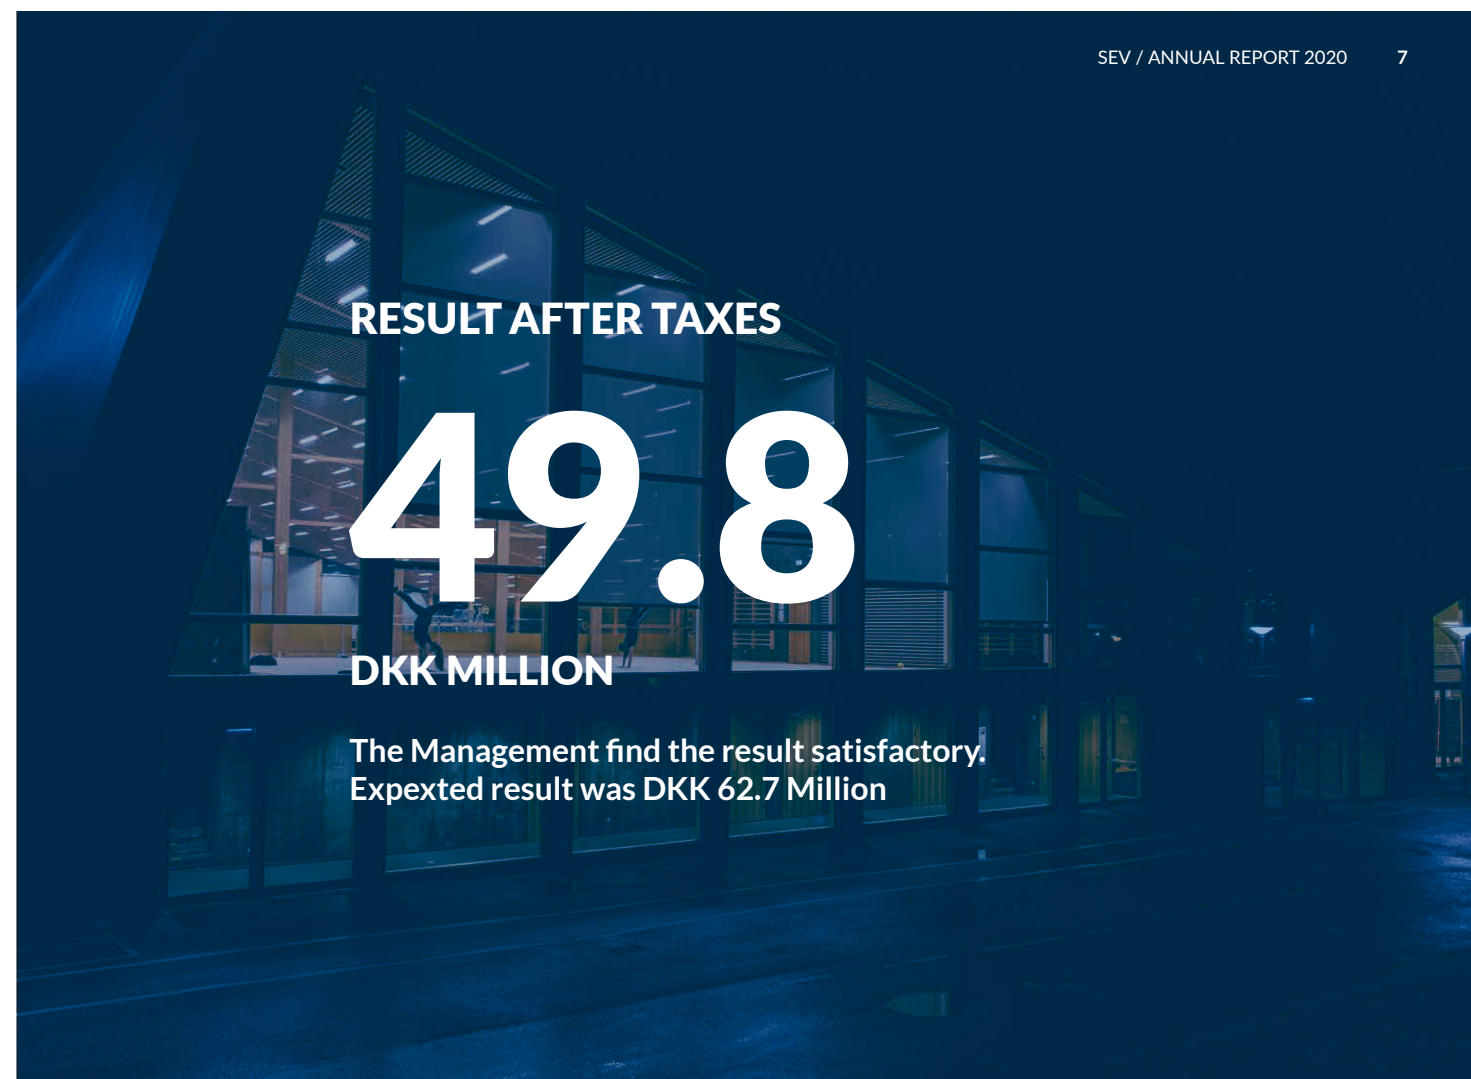 SEV / ANNUAL REPORT 2020 7
RESULT AFTER TAXES
49.8
DKK MILLION
The Management find the result satisfactory.
Expexted result was DKK 62.7 Million